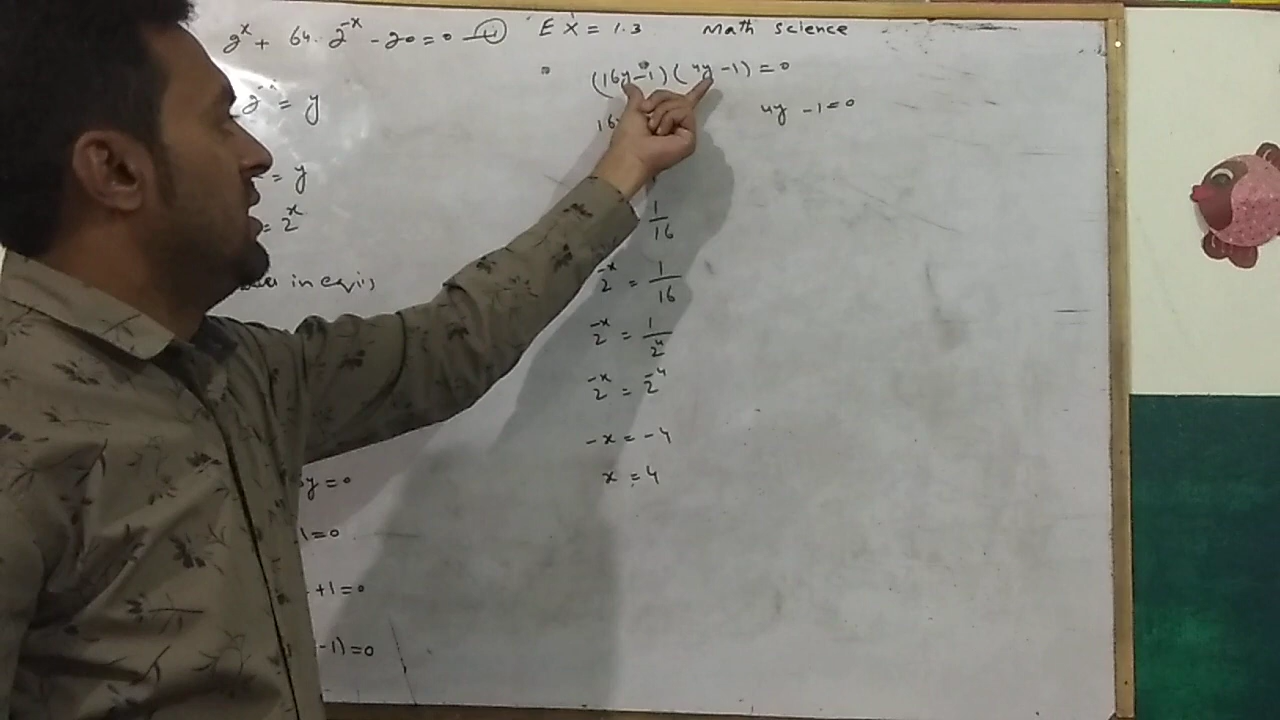 2^x + 64. 2^-x - 20 = 0 Ex = 1.3 Math science
(16y-1)(4y-1) = 0
= y
4y - 1 = 0
16
= y
= 2^x
1/16
in
2^-x = 1/16
2^-x = 1/2^4
2^-x = 2^-4
-x = -4
x = 4
y = 0
1 = 0
+1 = 0
-1) = 0